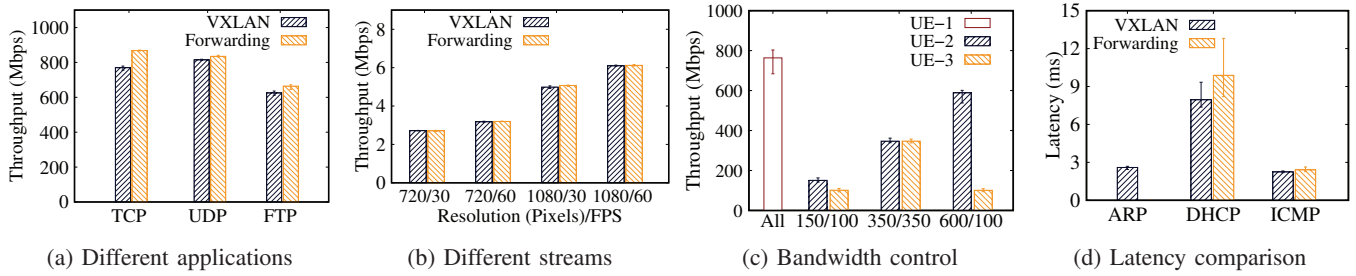 Throughput (Mbps)
1000
800
600
400
200
0
VXLAN
Forwarding
TCP UDP FTP
(a) Different applications
Throughput (Mbps)
8
6
4
2
0
VXLAN
Forwarding
720/30 720/60 1080/30 1080/60
Resolution (Pixels)/FPS
(b) Different streams
Throughput (Mbps)
1000
800
600
400
200
0
UE−1
UE−2
UE−3
All 150/100 350/350 600/100
(c) Bandwidth control
Latency (ms)
15
12
9
6
3
0
VXLAN
Forwarding
ARP DHCP ICMP
(d) Latency comparison